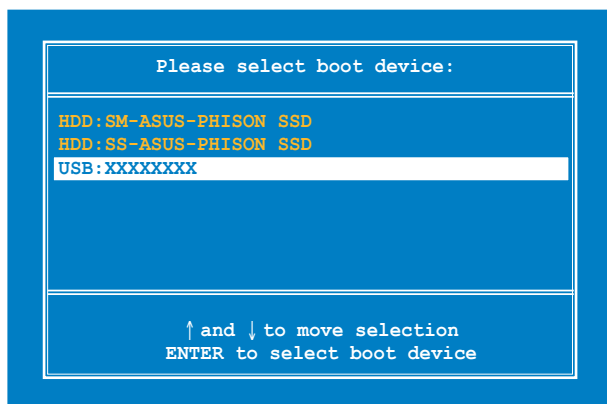 Please select boot device:
HDD:SM-ASUS-PHISON SSD
HDD:SS-ASUS-PHISON SSD
USB:XXXXXXXX
↑ and ↓ to move selection
ENTER to select boot device